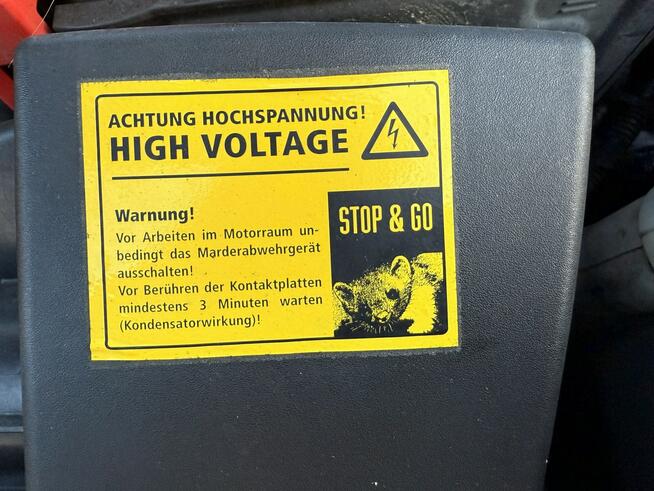 ACHTUNG HOCHSPANNUNG!
HIGH VOLTAGE
Warnung!
Vor Arbeiten im Motorraum un-
bedingt das Marderabwehrgerät
ausschalten!
Vor Berühren der Kontaktplatten
mindestens 3 Minuten warten
(Kondensatorwirkung)!
STOP & GO